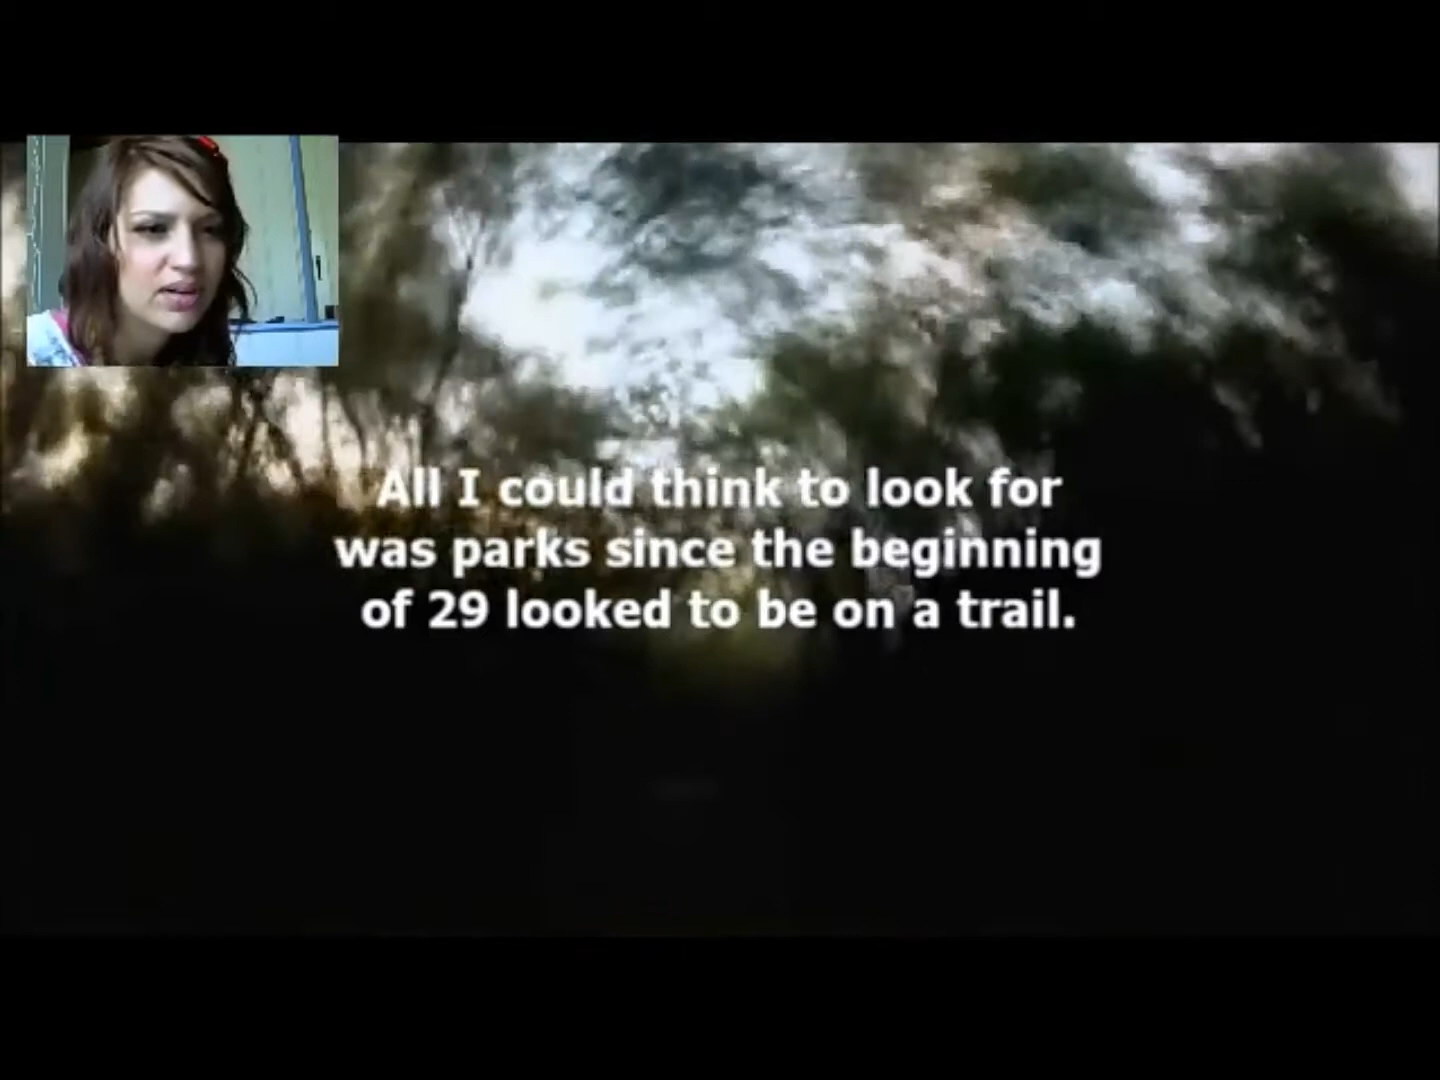 All I could think to look for
was parks since the beginning
of 29 looked to be on a trail.